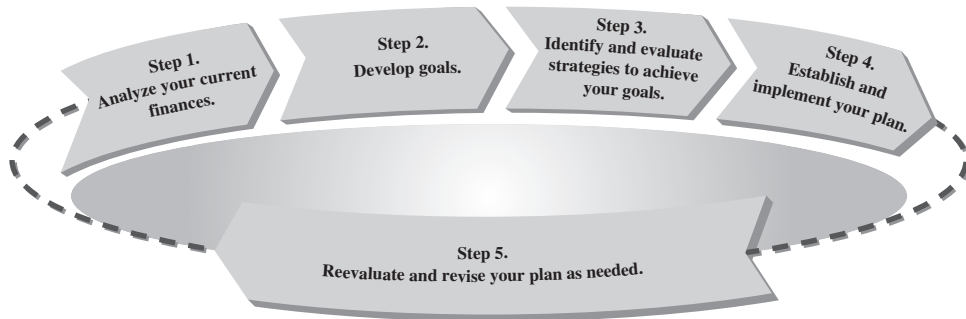 Step 1.
Analyze your current
finances.
Step 2.
Develop goals.
Step 3.
Identify and evaluate
strategies to achieve
your goals.
Step 4.
Establish and
implement your plan.
Step 5.
Reevaluate and revise your plan as needed.